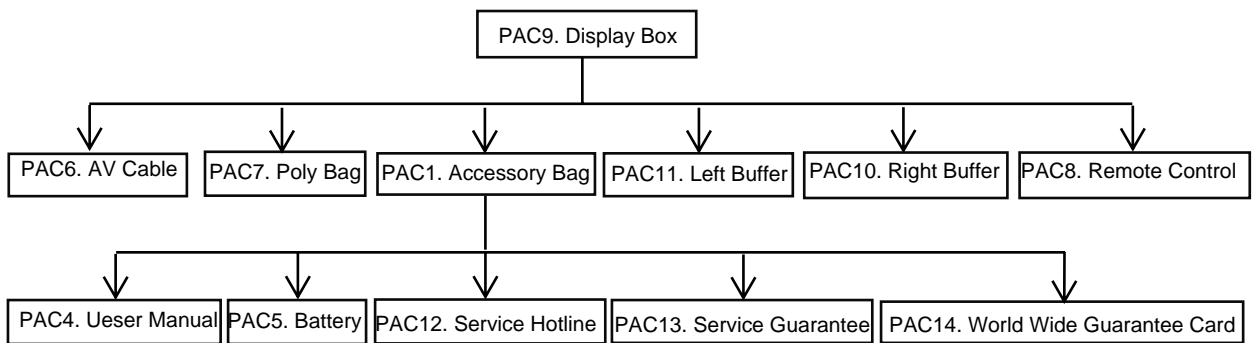 PAC9. Display Box
PAC6. AV Cable
PAC7. Poly Bag
PAC1. Accessory Bag
PAC11. Left Buffer
PAC10. Right Buffer
PAC8. Remote Control
PAC4. Ueser Manual
PAC5. Battery
PAC12. Service Hotline
PAC13. Service Guarantee
PAC14. World Wide Guarantee Card